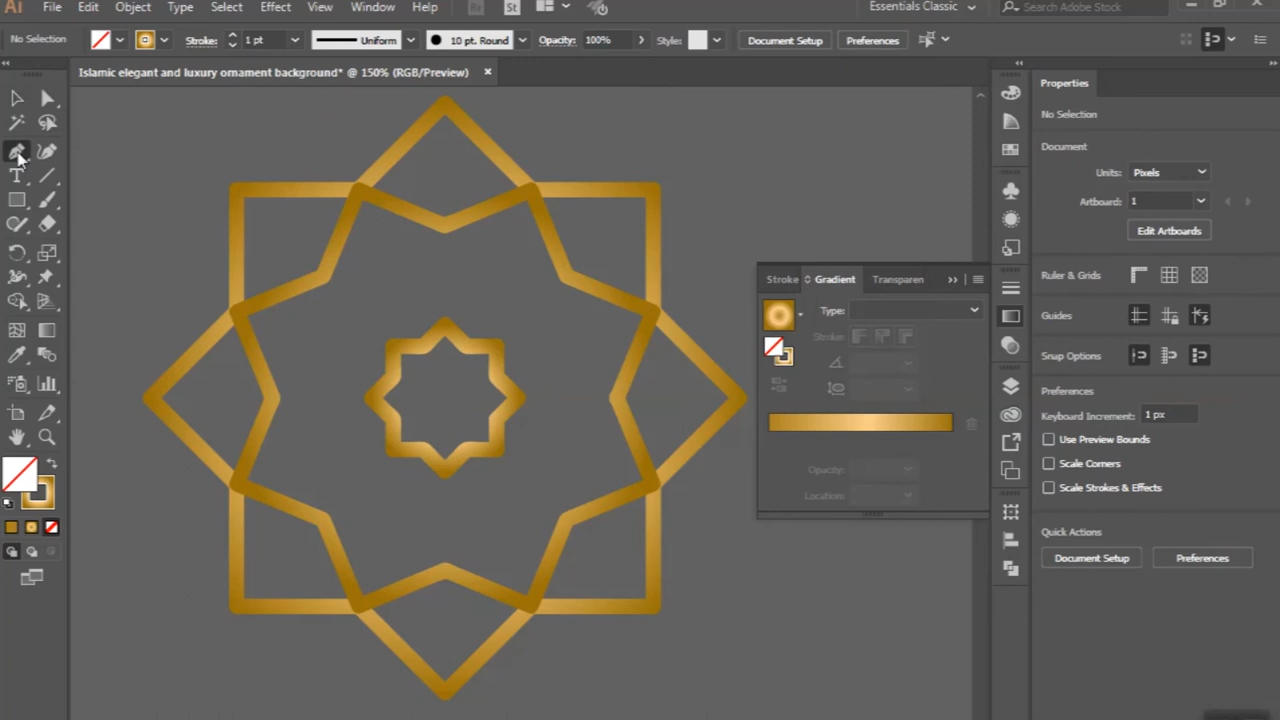 Ai File Edit Object Type Select Effect View Window Help Br St Essentials Classic Search Adobe Stock
No Selection Stroke: 1 pt Uniform 10 pt. Round Opacity: 100% Style: Document Setup Preferences
Islamic elegant and luxury ornament background* @ 150% (RGB/Preview) ×
Properties
No Selection
Document
Units: Pixels
Artboard: 1
Edit Artboards
Ruler & Grids
Guides
Snap Options
Preferences
Keyboard Increment: 1 px
Use Preview Bounds
Scale Corners
Scale Strokes & Effects
Quick Actions
Document Setup Preferences
Stroke Gradient Transparen
Type:
Stroke:
Opacity:
Location: